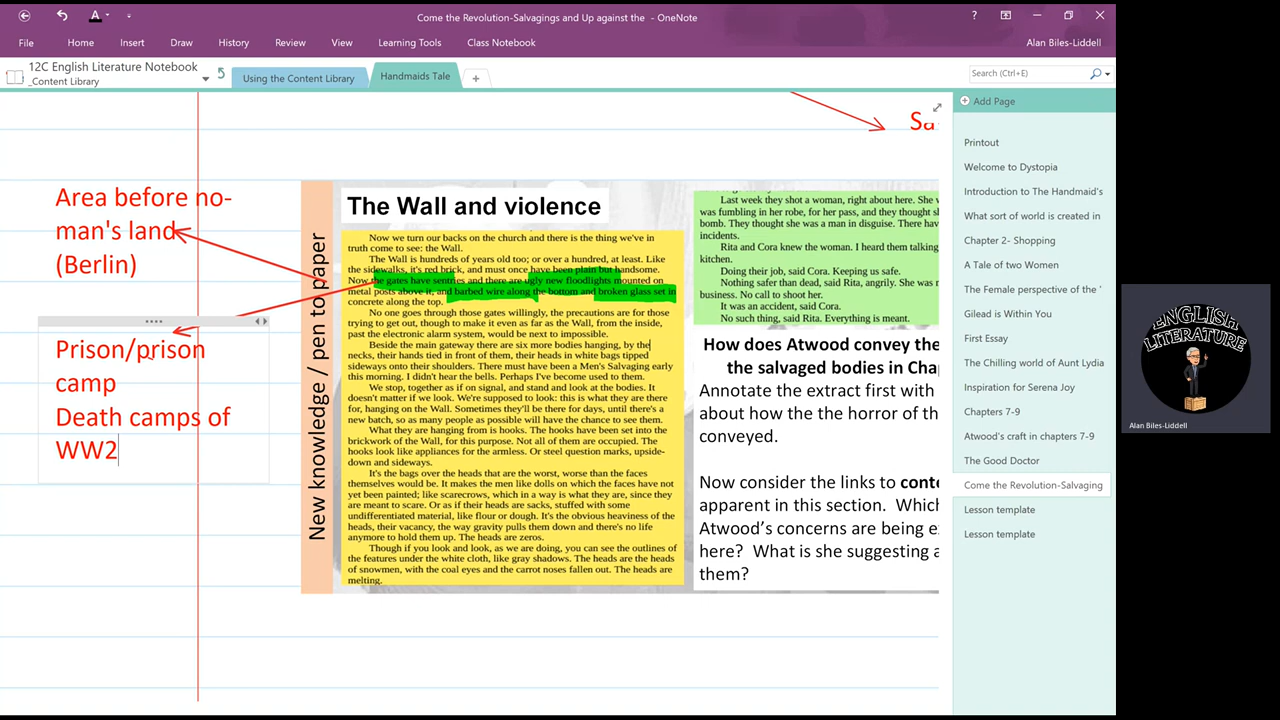 Come the Revolution-Salvagings and Up against the - OneNote
File Home Insert Draw History Review View Learning Tools Class Notebook
Alan Biles-Liddell
12C English Literature Notebook
_Content Library
Using the Content Library
Handmaids Tale
Search (Ctrl+E)
Add Page
Printout
Welcome to Dystopia
Introduction to The Handmaid's
What sort of world is created in
Chapter 2- Shopping
A Tale of two Women
The Female perspective of the '
Gilead is Within You
First Essay
The Chilling world of Aunt Lydia
Inspiration for Serena Joy
Chapters 7-9
Atwood's craft in chapters 7-9
The Good Doctor
Come the Revolution-Salvaging
Lesson template
Lesson template
Area before no-
man's land
(Berlin)
Prison/prison
camp
Death camps of
WW2
New knowledge / pen to paper
The Wall and violence
Now we turn our backs on the church and there is the thing we've in
truth come to see: the Wall.
The Wall is hundreds of years old too; or over a hundred, at least. Like
the sidewalks, it's red brick, and must once have been plain but handsome.
Now the gates have sentries and there are ugly new floodlights mounted on
metal posts above it, and barbed wire along the bottom and broken glass set in
concrete along the top.
No one goes through those gates willingly, the precautions are for those
trying to get out, though to make it even as far as the Wall, from the inside,
past the electronic alarm system, would be next to impossible.
Beside the main gateway there are six more bodies hanging, by the
necks, their hands tied in front of them, their heads in white bags tipped
sideways onto their shoulders. There must have been a Men's Salvaging early
this morning. I didn't hear the bells. Perhaps I've become used to them.
We stop, together as if on signal, and stand and look at the bodies. It
doesn't matter if we look. We're supposed to look: this is what they are there
for, hanging on the Wall. Sometimes they'll be there for days, until there's a
new batch, so as many people as possible will have the chance to see them.
What they are hanging from is hooks. The hooks have been set into the
brickwork of the Wall, for this purpose. Not all of them are occupied. The
hooks look like appliances for the armless. Or steel question marks, upside-
down and sideways.
It's the bags over the heads that are the worst, worse than the faces
themselves would be. It makes the men like dolls on which the faces have not
yet been painted; like scarecrows, which in a way is what they are, since they
are meant to scare. Or as if their heads are sacks, stuffed with some
undifferentiated material, like flour or dough. It's the obvious heaviness of the
heads, their vacancy, the way gravity pulls them down and there's no life
anymore to hold them up. The heads are zeros.
Though if you look and look, as we are doing, you can see the outlines of
the features under the white cloth, like gray shadows. The heads are the heads
of snowmen, with the coal eyes and the carrot noses fallen out. The heads are
melting.
Sa
Last week they shot a woman, right about here. She
was fumbling in her robe, for her pass, and they thought
bomb. They thought she was a man in disguise. There
incidents.
Rita and Cora knew the woman. I heard them talking
kitchen.
Doing their job, said Cora. Keeping us safe.
Nothing safer than dead, said Rita, angrily. She was
business. No call to shoot her.
It was an accident, said Cora.
No such thing, said Rita. Everything is meant.
How does Atwood convey the
the salvaged bodies in Cha
Annotate the extract first with
about how the the horror of th
conveyed.
Now consider the links to conte
apparent in this section. Which
Atwood's concerns are being e
here? What is she suggesting a
them?
ENGLISH
LITERATURE
Alan Biles-Liddell